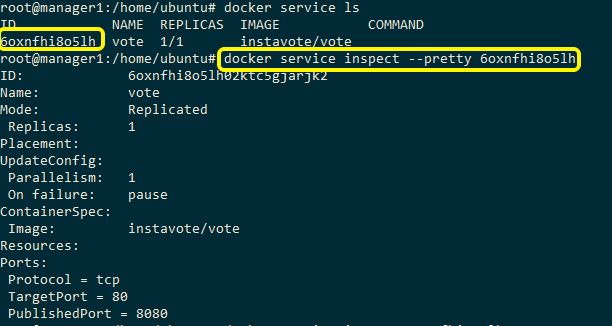 root@manager1:/home/ubuntu# docker service ls
ID NAME REPLICAS IMAGE COMMAND
6oxnfhi8o5lh vote 1/1 instavote/vote
root@manager1:/home/ubuntu# docker service inspect --pretty 6oxnfhi8o5lh
ID: 6oxnfhi8o5lh02ktc5gjarjk2
Name: vote
Mode: Replicated
Replicas: 1
Placement:
UpdateConfig:
Parallelism: 1
On failure: pause
ContainerSpec:
Image: instavote/vote
Resources:
Ports:
Protocol = tcp
TargetPort = 80
PublishedPort = 8080